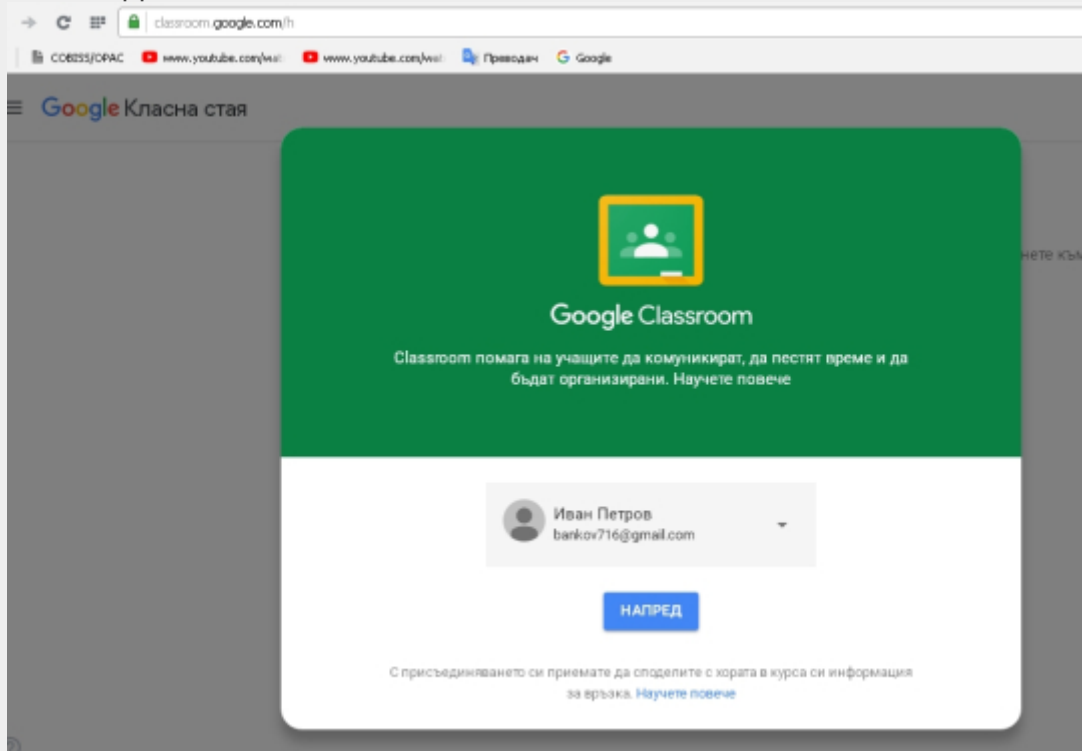 classroom.google.com/h
COBISS/OPAC www.youtube.com/wat www.youtube.com/wat Преводач Google
Google Класна стая
нете към
Google Classroom
Classroom помага на учащите да комуникират, да пестят време и да
бъдат организирани. Научете повече
Иван Петров
bankov716@gmail.com
НАПРЕД
С присъединяването си приемате да споделите с хората в курса си информация
за връзка. Научете повече